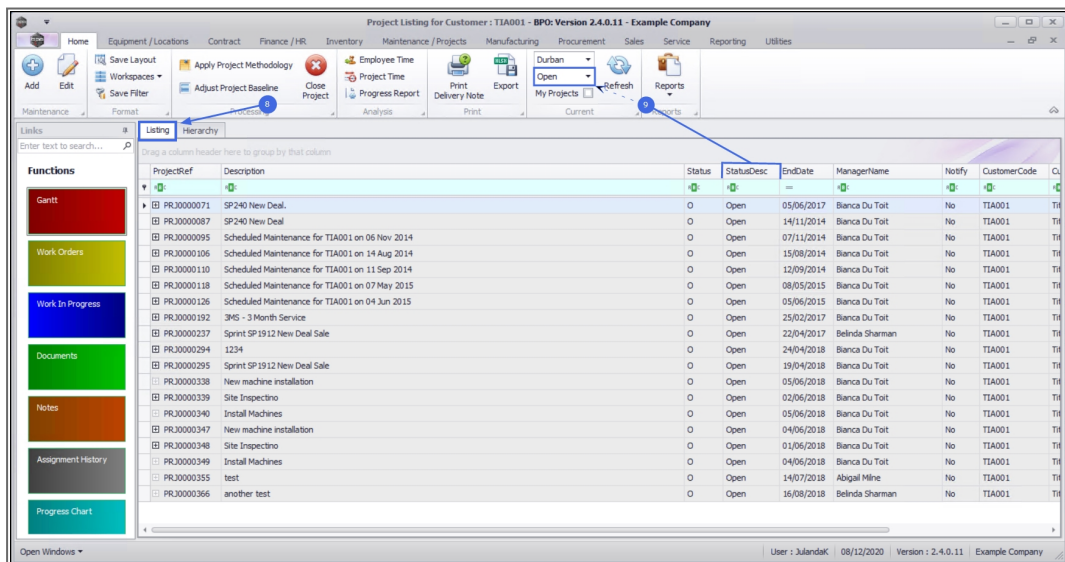 Project Listing for Customer : TIA001 - BPO: Version 2.4.0.11 - Example Company
Home Equipment / Locations Contract Finance / HR Inventory Maintenance / Projects Manufacturing Procurement Sales Service Reporting Utilities
Add
Edit
Maintenance
Save Layout
Workspaces
Save Filter
Format
Apply Project Methodology
Adjust Project Baseline
Close Project
Processing
Employee Time
Project Time
Progress Report
Analysis
Print Delivery Note
Export
Print
Durban
Open
My Projects
Refresh
Current
Reports
Reports
8
9
Links
Enter text to search...
Functions
Gantt
Work Orders
Work In Progress
Documents
Notes
Assignment History
Progress Chart
Listing Hierarchy
Drag a column header here to group by that column
ProjectRef Description Status StatusDesc EndDate ManagerName Notify CustomerCode Cu
PRJ0000071 SP240 New Deal. O Open 05/06/2017 Bianca Du Toit No TIA001 Tit
PRJ0000087 SP240 New Deal O Open 14/11/2014 Bianca Du Toit No TIA001 Tit
PRJ0000095 Scheduled Maintenance for TIA001 on 06 Nov 2014 O Open 07/11/2014 Bianca Du Toit No TIA001 Tit
PRJ0000106 Scheduled Maintenance for TIA001 on 14 Aug 2014 O Open 15/08/2014 Bianca Du Toit No TIA001 Tit
PRJ0000110 Scheduled Maintenance for TIA001 on 11 Sep 2014 O Open 12/09/2014 Bianca Du Toit No TIA001 Tit
PRJ0000118 Scheduled Maintenance for TIA001 on 07 May 2015 O Open 08/05/2015 Bianca Du Toit No TIA001 Tit
PRJ0000126 Scheduled Maintenance for TIA001 on 04 Jun 2015 O Open 05/06/2015 Bianca Du Toit No TIA001 Tit
PRJ0000192 3MS - 3 Month Service O Open 25/02/2017 Bianca Du Toit No TIA001 Tit
PRJ0000237 Sprint SP1912 New Deal Sale O Open 22/04/2017 Belinda Sharman No TIA001 Tit
PRJ0000294 1234 O Open 24/04/2018 Bianca Du Toit No TIA001 Tit
PRJ0000295 Sprint SP1912 New Deal Sale O Open 19/04/2018 Bianca Du Toit No TIA001 Tit
PRJ0000338 New machine installation O Open 05/06/2018 Bianca Du Toit No TIA001 Tit
PRJ0000339 Site Inspectino O Open 02/06/2018 Bianca Du Toit No TIA001 Tit
PRJ0000340 Install Machines O Open 05/06/2018 Bianca Du Toit No TIA001 Tit
PRJ0000347 New machine installation O Open 04/06/2018 Bianca Du Toit No TIA001 Tit
PRJ0000348 Site Inspectino O Open 01/06/2018 Bianca Du Toit No TIA001 Tit
PRJ0000349 Install Machines O Open 04/06/2018 Bianca Du Toit No TIA001 Tit
PRJ0000355 test O Open 14/07/2018 Abigail Milne No TIA001 Tit
PRJ0000366 another test O Open 16/08/2018 Belinda Sharman No TIA001 Tit
Open Windows User : JulandaK 08/12/2020 Version : 2.4.0.11 Example Company